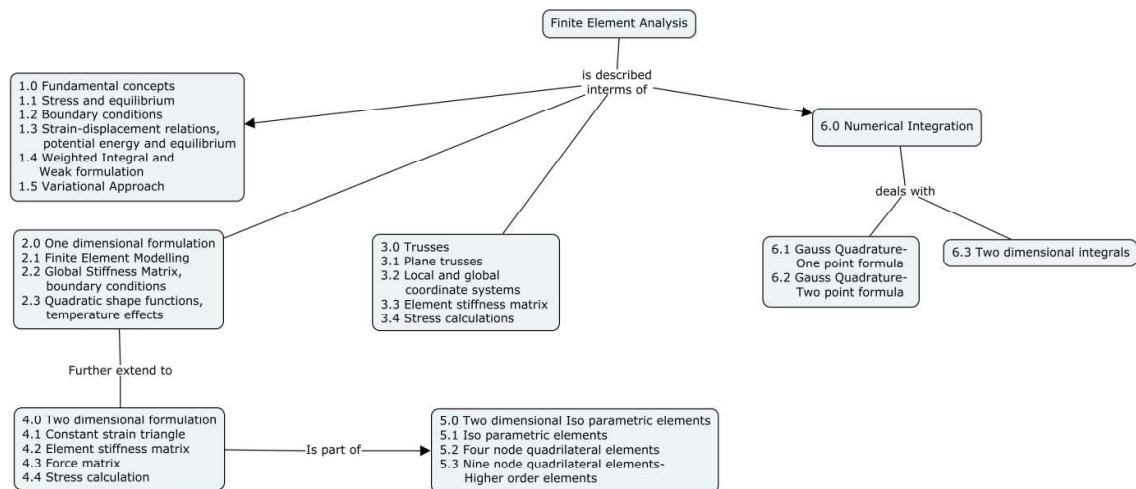 Finite Element Analysis
is described
interms of
1.0 Fundamental concepts
1.1 Stress and equilibrium
1.2 Boundary conditions
1.3 Strain-displacement relations,
potential energy and equilibrium
1.4 Weighted Integral and
Weak formulation
1.5 Variational Approach
6.0 Numerical Integration
deals with
2.0 One dimensional formulation
2.1 Finite Element Modelling
2.2 Global Stiffness Matrix,
boundary conditions
2.3 Quadratic shape functions,
temperature effects
3.0 Trusses
3.1 Plane trusses
3.2 Local and global
coordinate systems
3.3 Element stiffness matrix
3.4 Stress calculations
6.1 Gauss Quadrature-
One point formula
6.2 Gauss Quadrature-
Two point formula
6.3 Two dimensional integrals
Further extend to
4.0 Two dimensional formulation
4.1 Constant strain triangle
4.2 Element stiffness matrix
4.3 Force matrix
4.4 Stress calculation
Is part of
5.0 Two dimensional Iso parametric elements
5.1 Iso parametric elements
5.2 Four node quadrilateral elements
5.3 Nine node quadrilateral elements-
Higher order elements